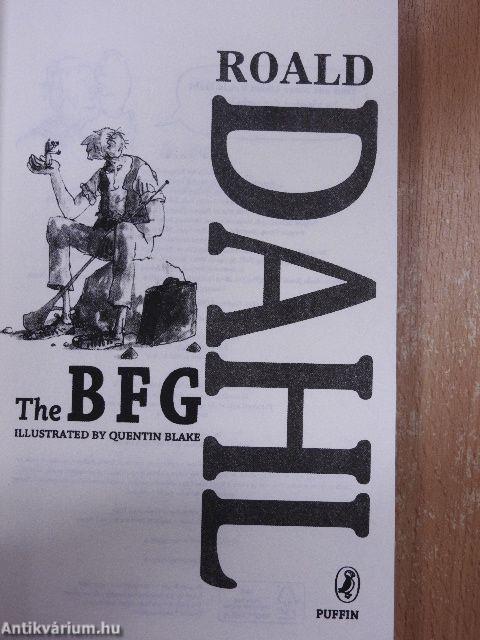 ROALD
DAHL
The BFG
ILLUSTRATED BY QUENTIN BLAKE
PUFFIN
Antikvárium.hu